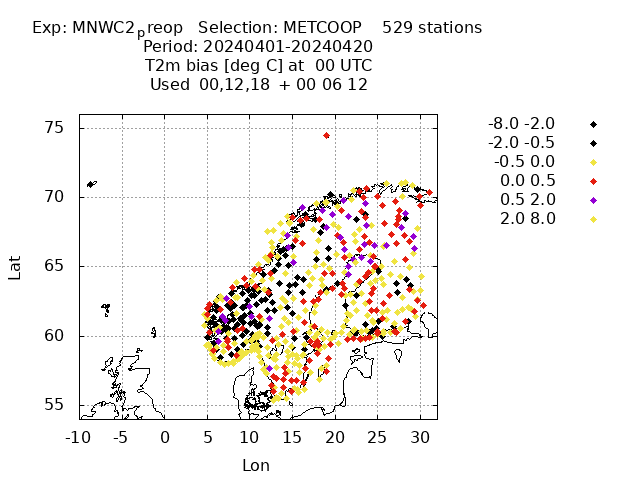 Exp: MNWC2preop Selection: METCOOP 529 stations
Period: 20240401-20240420
T2m bias [deg C] at 00 UTC
Used 00,12,18 + 00 06 12
-8.0 -2.0
-2.0 -0.5
-0.5 0.0
0.0 0.5
0.5 2.0
2.0 8.0
75
70
65
60
55
Lat
-10 -5 0 5 10 15 20 25 30
Lon